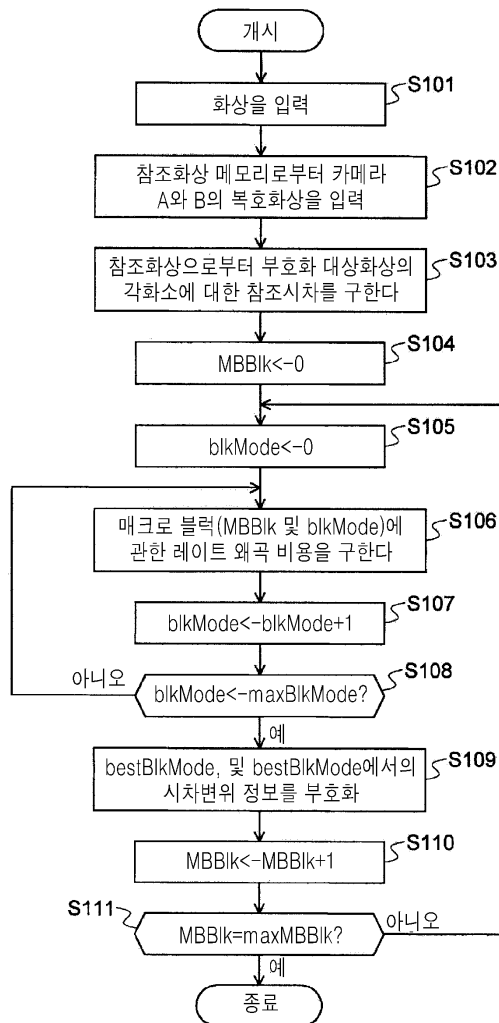 개시
S101
화상을 입력
S102
참조화상 메모리로부터 카메라
A와 B의 복호화상을 입력
S103
참조화상으로부터 부호화 대상화상의
각화소에 대한 참조시차를 구한다
S104
MBBlk<-0
S105
blkMode<-0
S106
매크로 블럭(MBBlk 및 blkMode)에
관한 레이트 왜곡 비용을 구한다
S107
blkMode<-blkMode+1
S108
아니오
blkMode<-maxBlkMode?
예
S109
bestBlkMode, 및 bestBlkMode에서의
시차변위 정보를 부호화
S110
MBBlk<-MBBlk+1
S111
아니오
MBBlk=maxMBBlk?
예
종료